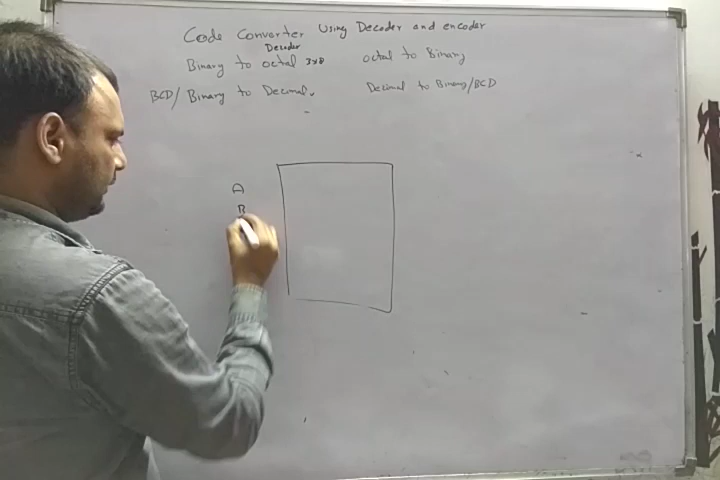 Code Converter Using Decoder and encoder
Decoder
Binary to octal 3x8 octal to Binary
BCD/ Binary to Decimal. Decimal to Binary/BCD
A
B